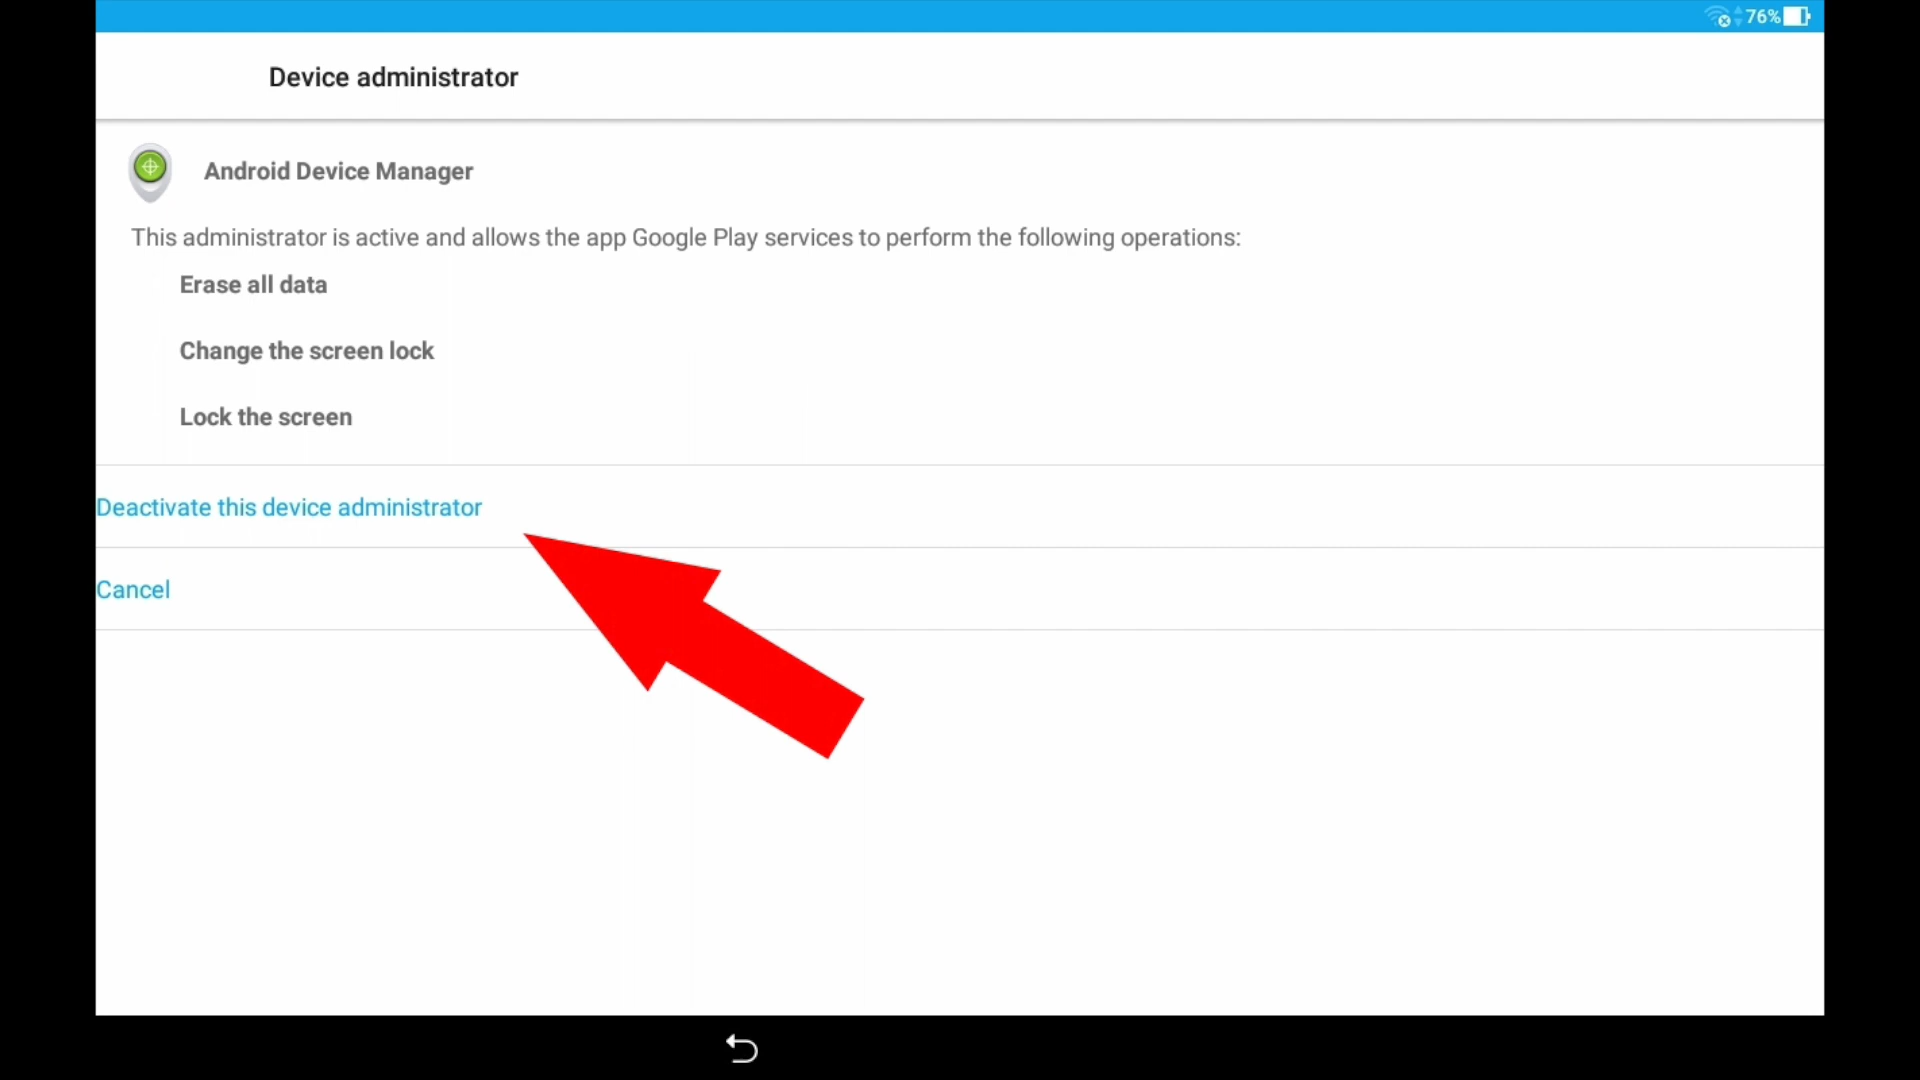 76%
Device administrator
Android Device Manager
This administrator is active and allows the app Google Play services to perform the following operations:
Erase all data
Change the screen lock
Lock the screen
Deactivate this device administrator
Cancel